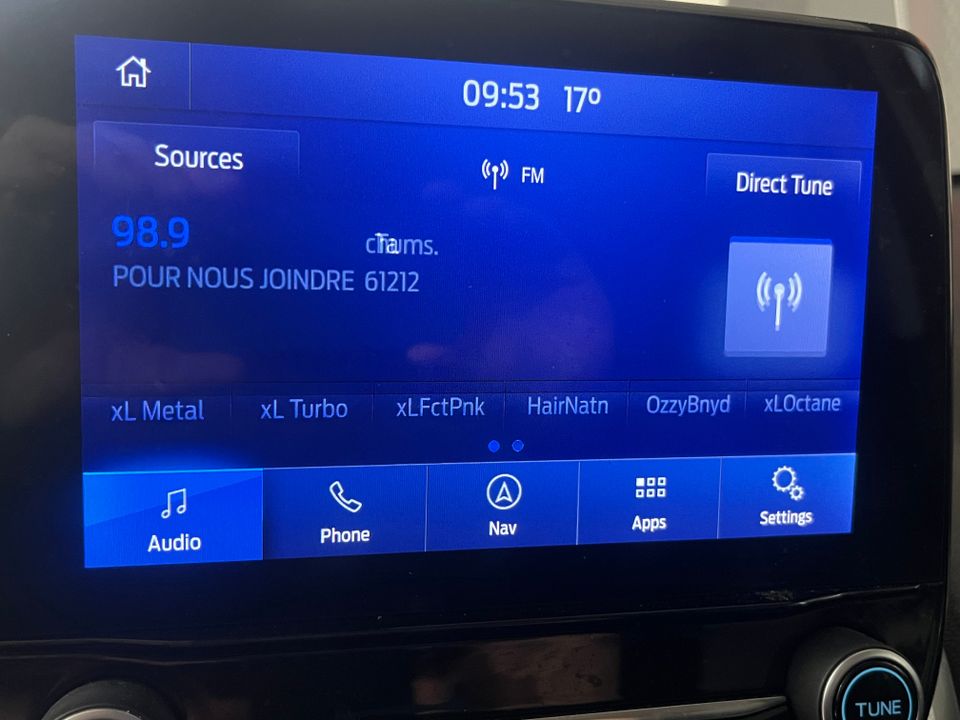 09:53 17º
Sources
FM
Direct Tune
98.9
POUR NOUS JOINDRE 61212
xL Metal
xL Turbo
xLFctPnk
HairNatn
OzzyBnyd
xLOctane
Audio
Phone
Nav
Apps
Settings
TUNE